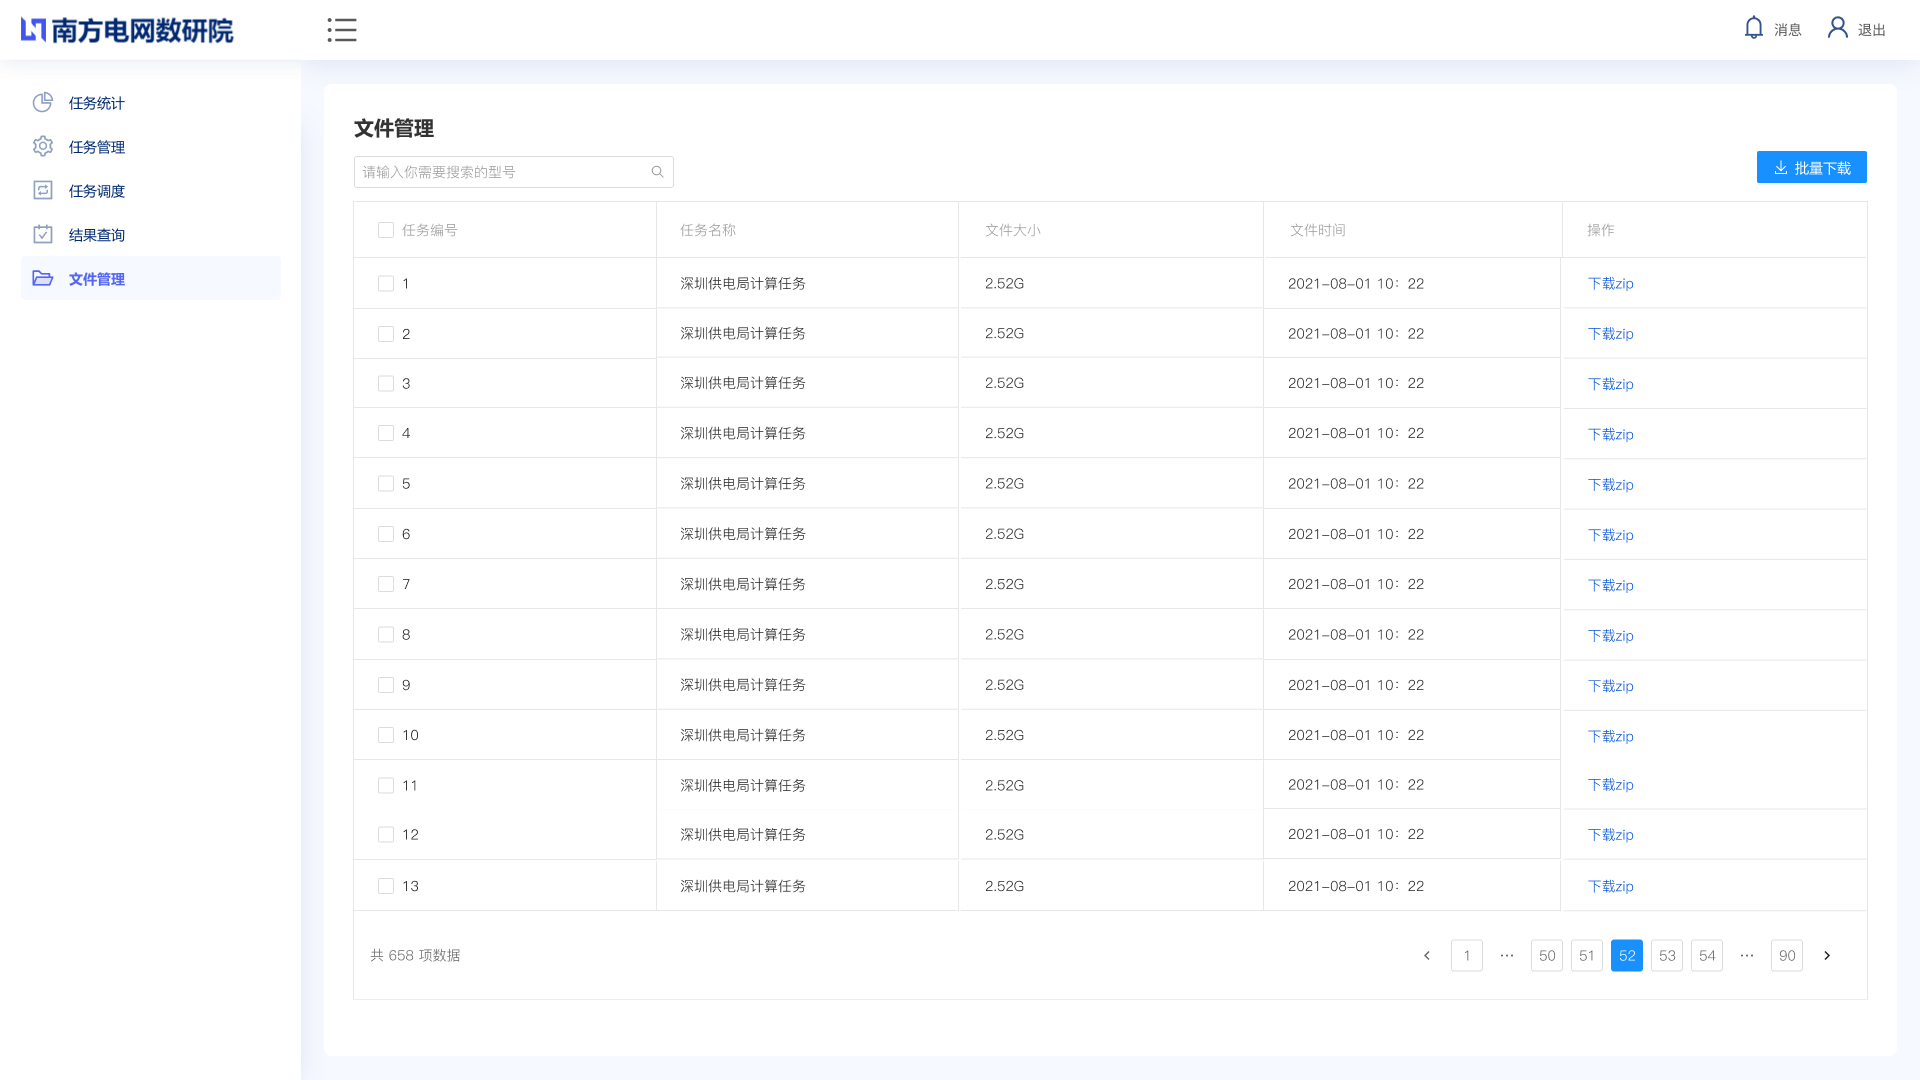 南方电网数研院
消息 退出
任务统计
任务管理
任务调度
结果查询
文件管理
文件管理
请输入你需要搜索的型号
批量下载
任务编号 任务名称 文件大小 文件时间 操作
1 深圳供电局计算任务 2.52G 2021-08-01 10：22 下载zip
2 深圳供电局计算任务 2.52G 2021-08-01 10：22 下载zip
3 深圳供电局计算任务 2.52G 2021-08-01 10：22 下载zip
4 深圳供电局计算任务 2.52G 2021-08-01 10：22 下载zip
5 深圳供电局计算任务 2.52G 2021-08-01 10：22 下载zip
6 深圳供电局计算任务 2.52G 2021-08-01 10：22 下载zip
7 深圳供电局计算任务 2.52G 2021-08-01 10：22 下载zip
8 深圳供电局计算任务 2.52G 2021-08-01 10：22 下载zip
9 深圳供电局计算任务 2.52G 2021-08-01 10：22 下载zip
10 深圳供电局计算任务 2.52G 2021-08-01 10：22 下载zip
11 深圳供电局计算任务 2.52G 2021-08-01 10：22 下载zip
12 深圳供电局计算任务 2.52G 2021-08-01 10：22 下载zip
13 深圳供电局计算任务 2.52G 2021-08-01 10：22 下载zip
共 658 项数据
1 ··· 50 51 52 53 54 ··· 90